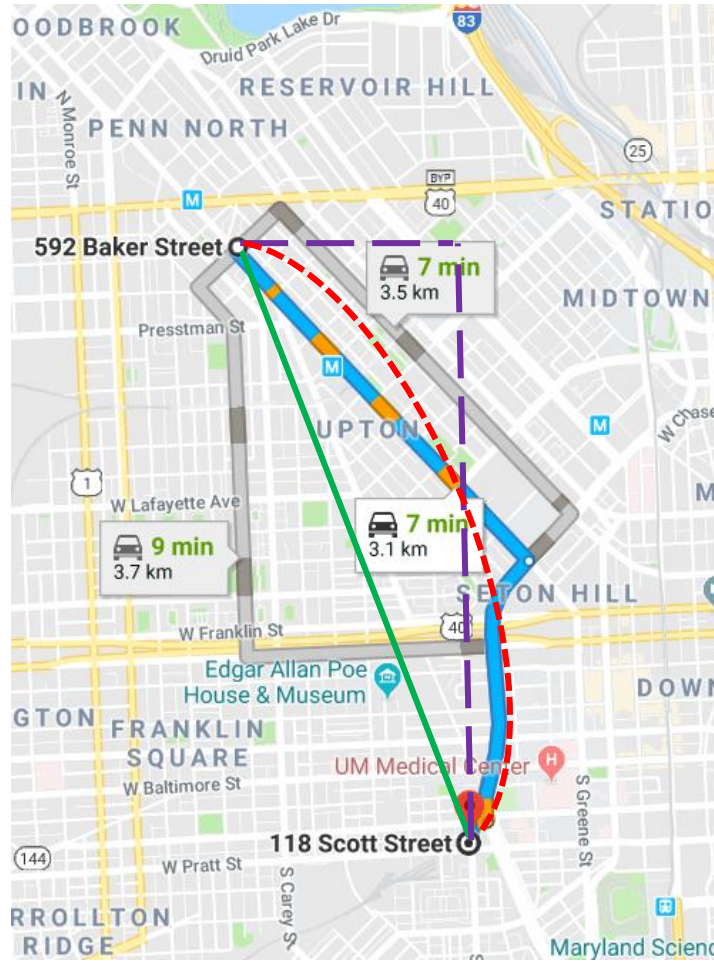 OODBROOK
Druid Park Lake Dr
83
IN
N Monroe St
RESERVOIR HILL
PENN NORTH
25
BYP
40
M
STATIO
592 Baker Street
7 min
3.5 km
MIDTOWN
Presstman St
M
UPTON
M
W Chase
1
W Lafayette Ave
M
9 min
3.7 km
7 min
3.1 km
SETON HILL
W Franklin St
40
Edgar Allan Poe
House & Museum
DOWN
GTON
FRANKLIN
SQUARE
UM Medical Center
H
W Baltimore St
S Greene St
118 Scott Street
144
W Pratt St
S Carey St
RROLLTON
RIDGE
S
Maryland Scienc